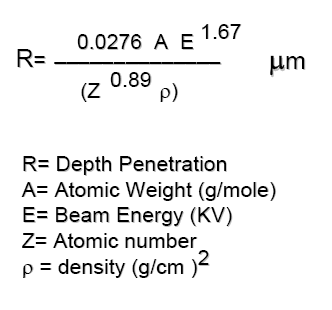 R= 0.0276 A E 1.67 / (Z 0.89 ρ) μm
R= Depth Penetration
A= Atomic Weight (g/mole)
E= Beam Energy (KV)
Z= Atomic number
ρ = density (g/cm )2